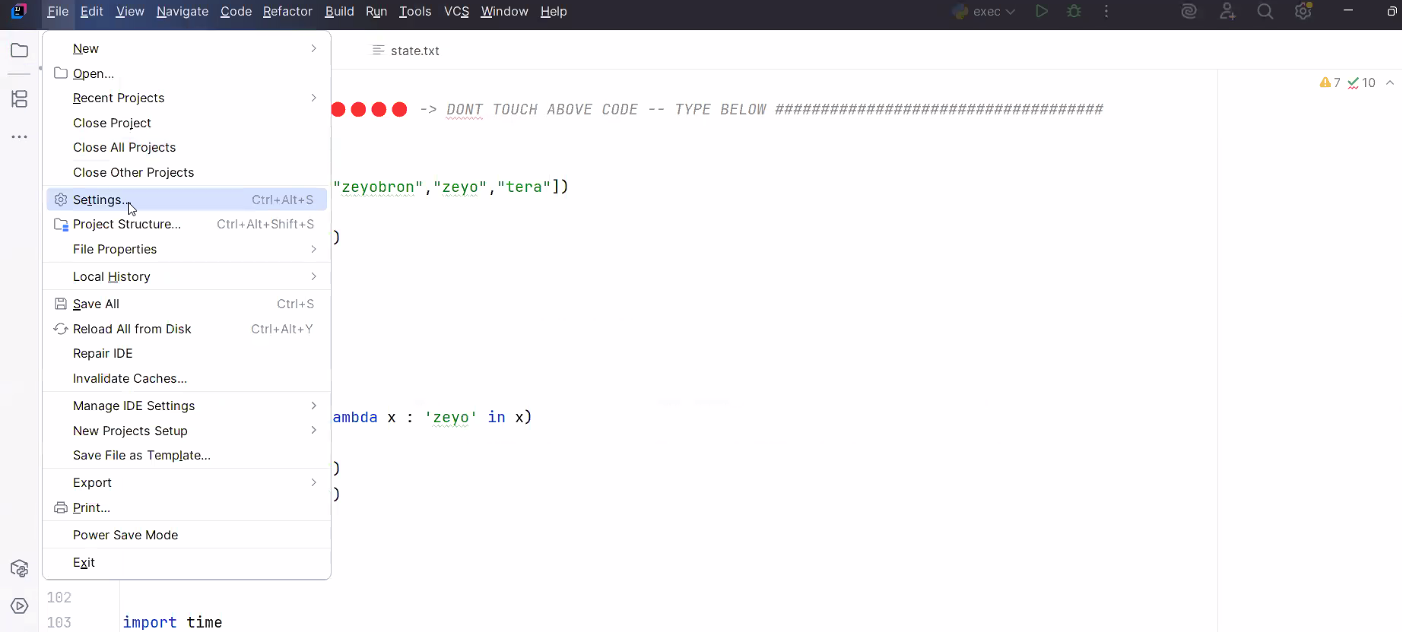 File Edit View Navigate Code Refactor Build Run Tools VCS Window Help exec
state.txt
New
Open...
7 10
Recent Projects
-> DONT TOUCH ABOVE CODE -- TYPE BELOW ####################################
Close Project
Close All Projects
Close Other Projects
"zeyobron","zeyo","tera"])
Settings... Ctrl+Alt+S
Project Structure... Ctrl+Alt+Shift+S
)
File Properties
Local History
Save All Ctrl+S
Reload All from Disk Ctrl+Alt+Y
Repair IDE
Invalidate Caches...
Manage IDE Settings
ambda x : 'zeyo' in x)
New Projects Setup
Save File as Template...
)
Export
)
Print...
Power Save Mode
Exit
102
103 import time